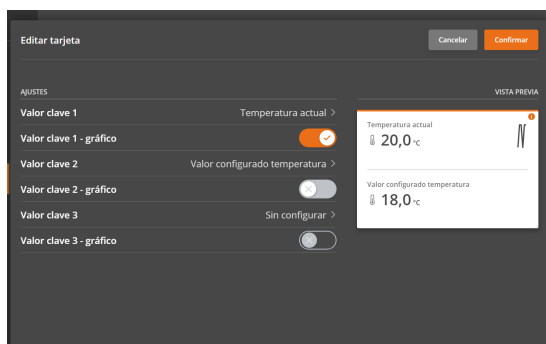 Editar tarjeta
Cancelar
Confirmar
AJUSTES
VISTA PREVIA
Valor clave 1
Temperatura actual >
Valor clave 1 - gráfico
Valor clave 2
Valor configurado temperatura >
Valor clave 2 - gráfico
Valor clave 3
Sin configurar >
Valor clave 3 - gráfico
Temperatura actual
20,0 °C
Valor configurado temperatura
18,0 °C